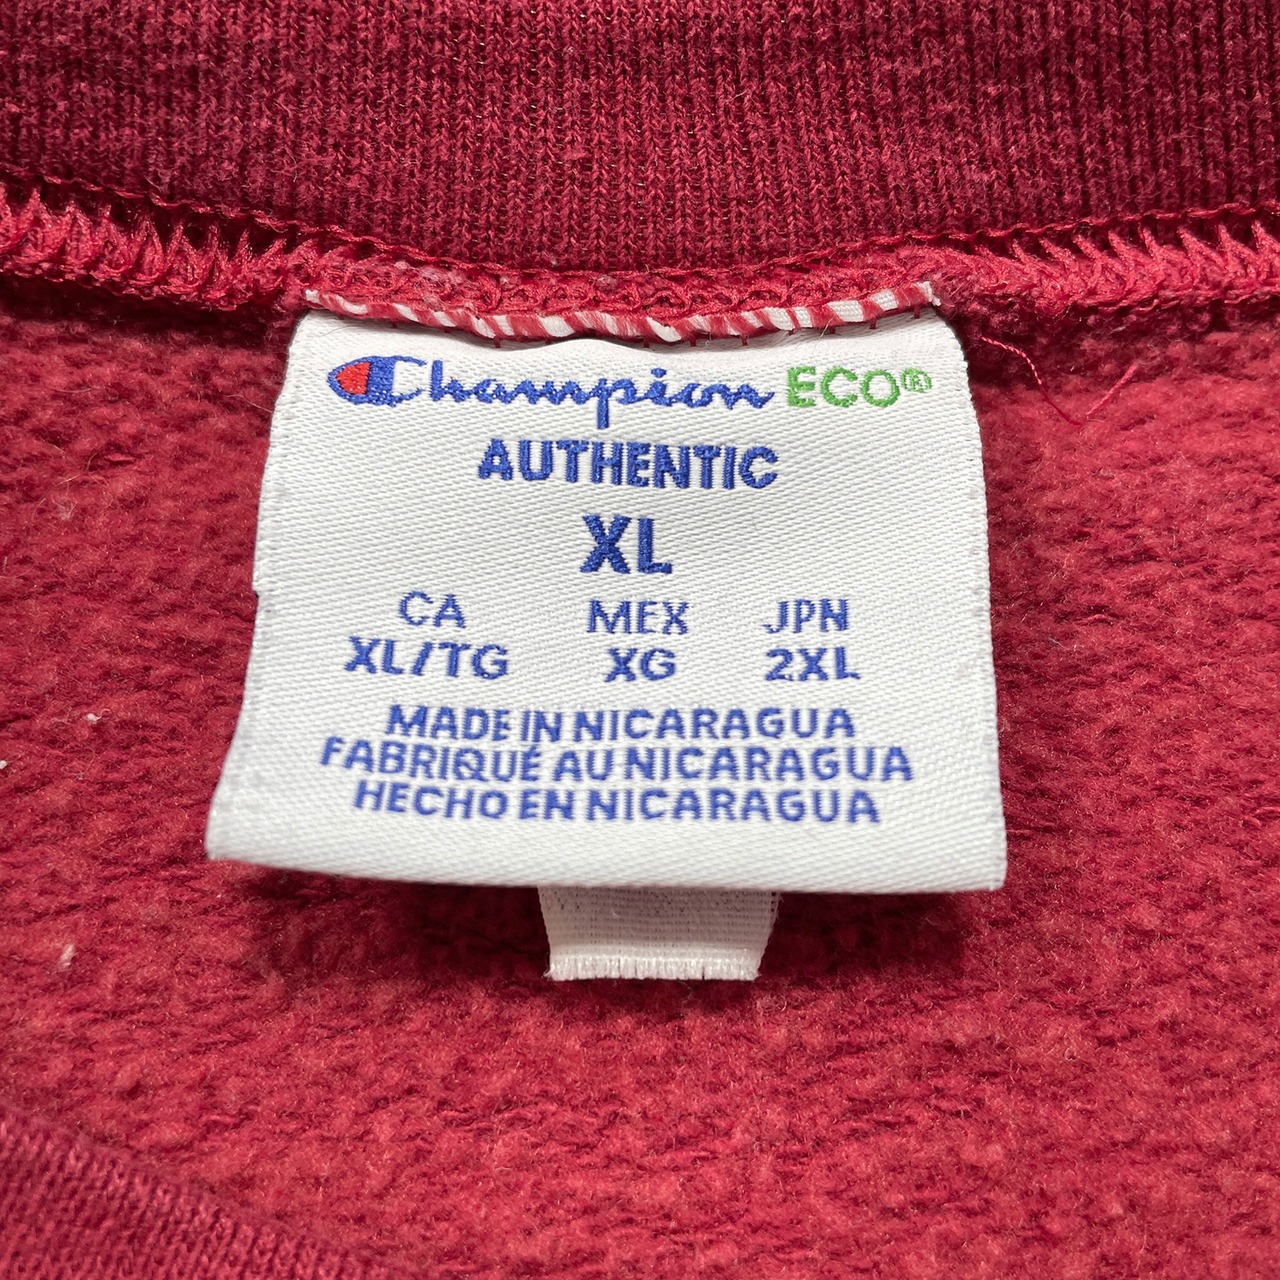 Champion ECO®
AUTHENTIC
XL
CA MEX JPN
XL/TG XG 2XL
MADE IN NICARAGUA
FABRIQUÉ AU NICARAGUA
HECHO EN NICARAGUA